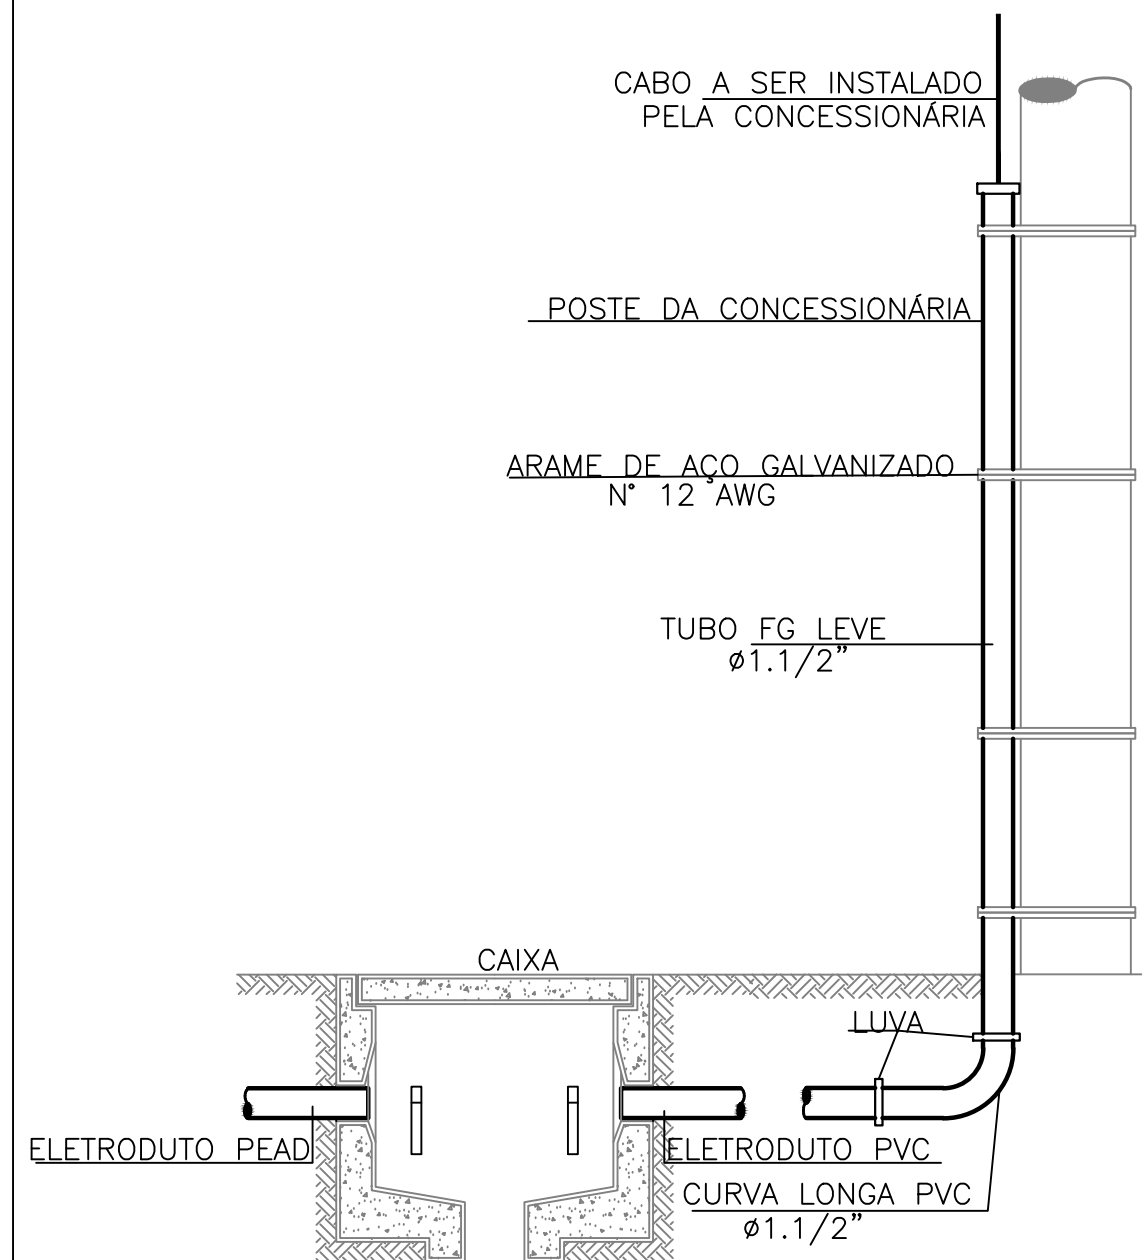 CABO A SER INSTALADO
PELA CONCESSIONÁRIA
POSTE DA CONCESSIONÁRIA
ARAME DE AÇO GALVANIZADO
N° 12 AWG
TUBO FG LEVE
ø1.1/2"
CAIXA
LUVA
ELETRODUTO PEAD
ELETRODUTO PVC
CURVA LONGA PVC
ø1.1/2"